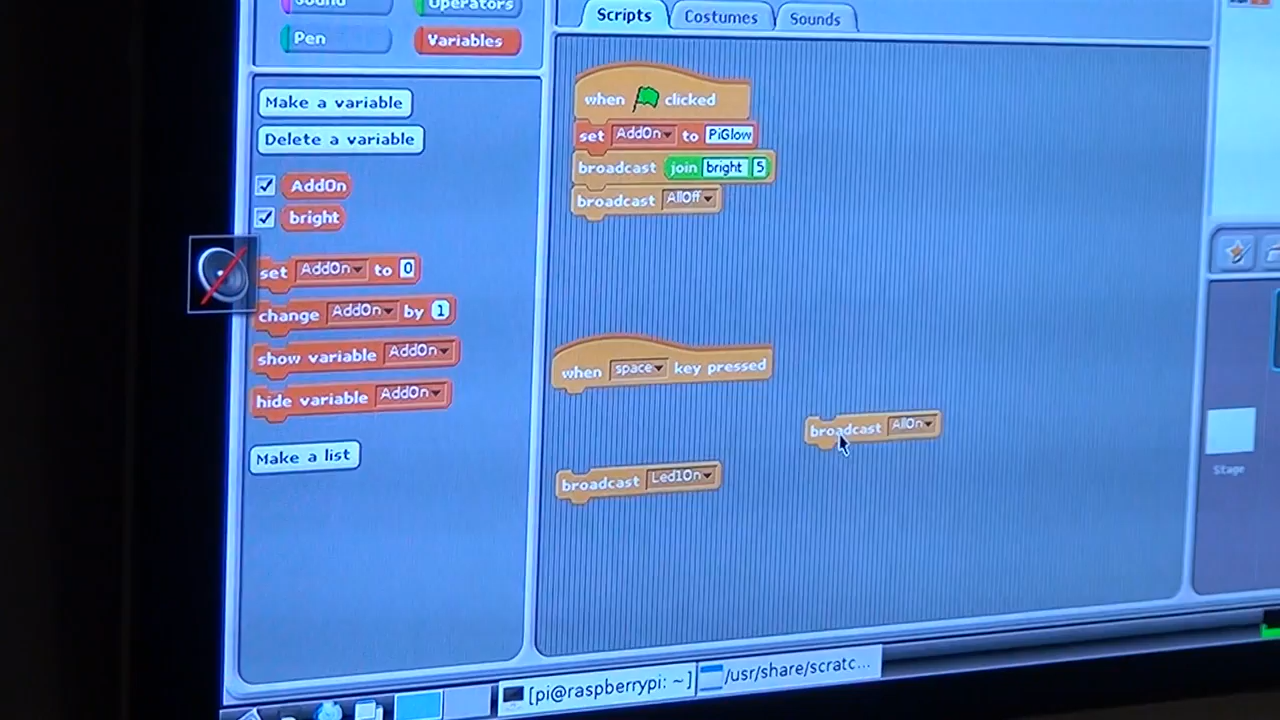 Sound Operators
Pen Variables
Make a variable
Delete a variable
AddOn
bright
set AddOn to 0
change AddOn by 1
show variable AddOn
hide variable AddOn
Make a list
Scripts Costumes Sounds
when clicked
set AddOn to PiGlow
broadcast join bright 5
broadcast AllOff
when space key pressed
broadcast AllOn
broadcast Led1On
Stage
[pi@raspberrypi: ~] /usr/share/scratc...